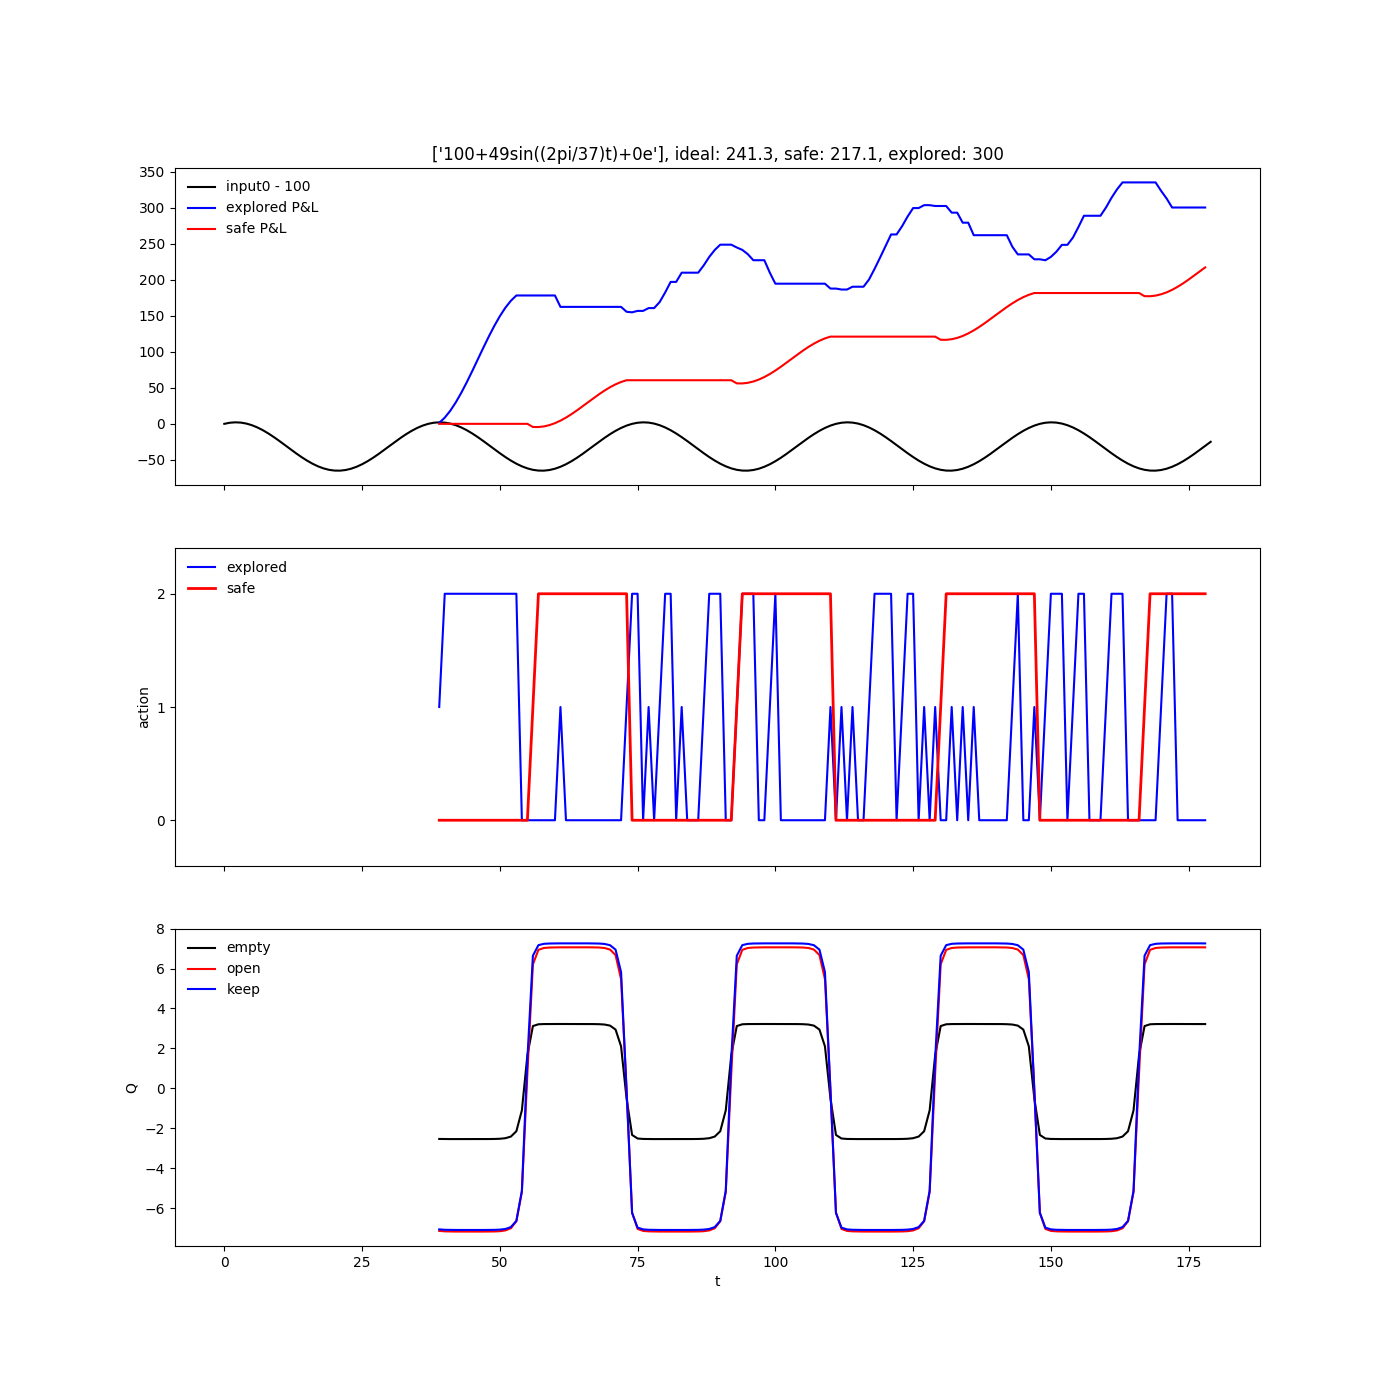 ['100+49sin((2pi/37)t)+0e'], ideal: 241.3, safe: 217.1, explored: 300
350
300
250
200
150
100
50
0
−50
input0 - 100
explored P&L
safe P&L
2
1
0
action
explored
safe
8
6
4
2
0
−2
−4
−6
Q
empty
open
keep
0 25 50 75 100 125 150 175
t